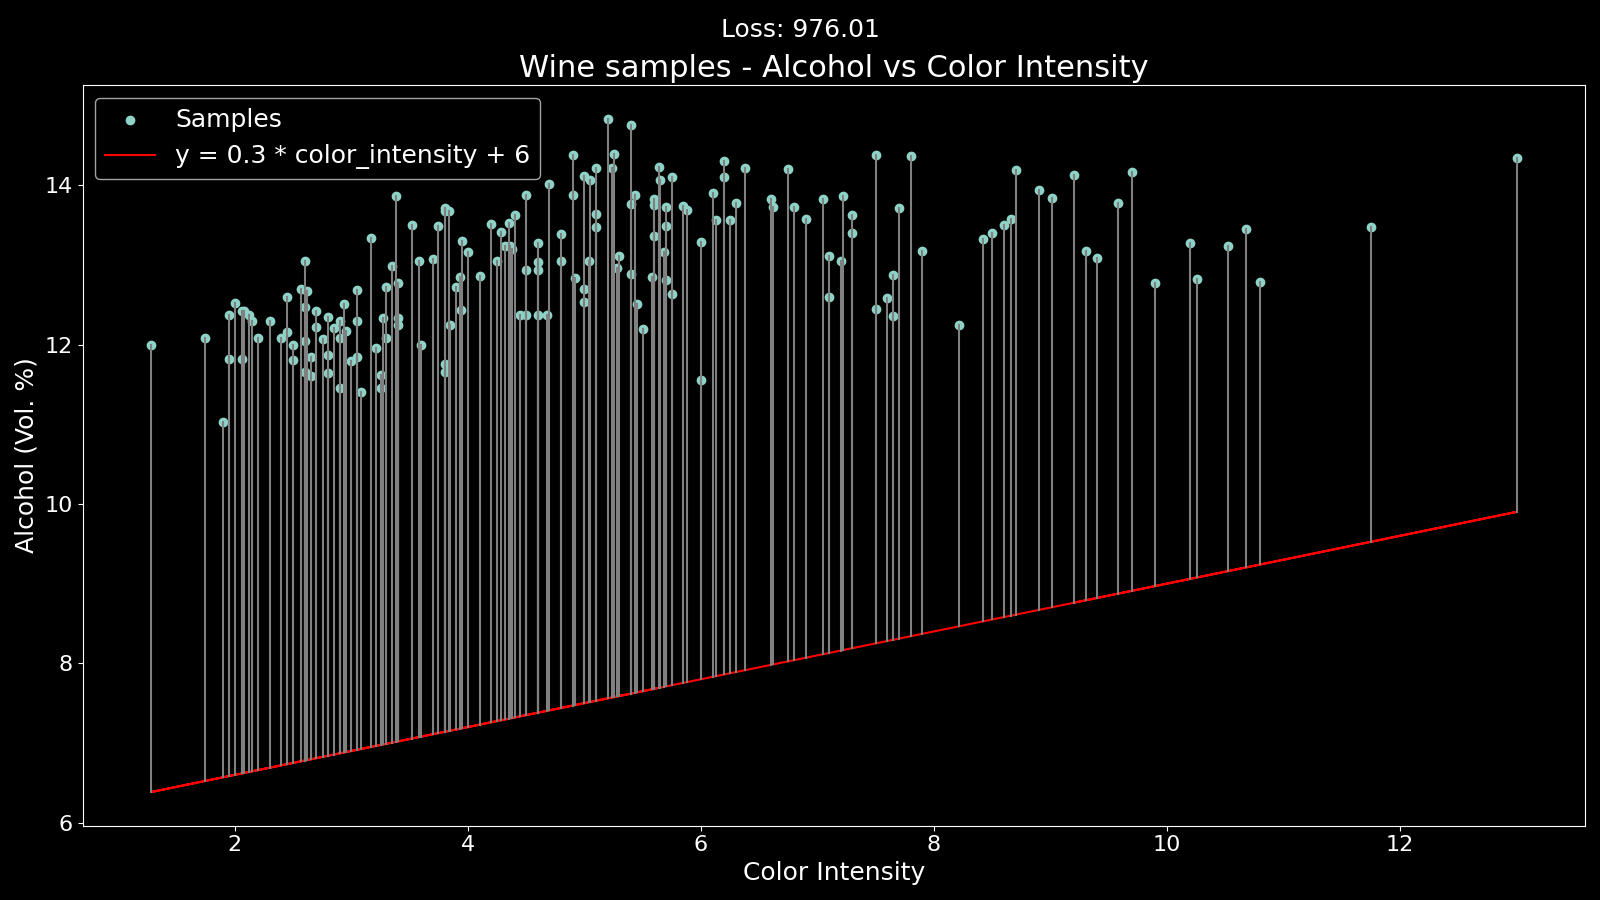 Loss: 976.01
Wine samples - Alcohol vs Color Intensity
Samples
y = 0.3 * color_intensity + 6
Alcohol (Vol. %)
14
12
10
8
6
2 4 6 8 10 12
Color Intensity